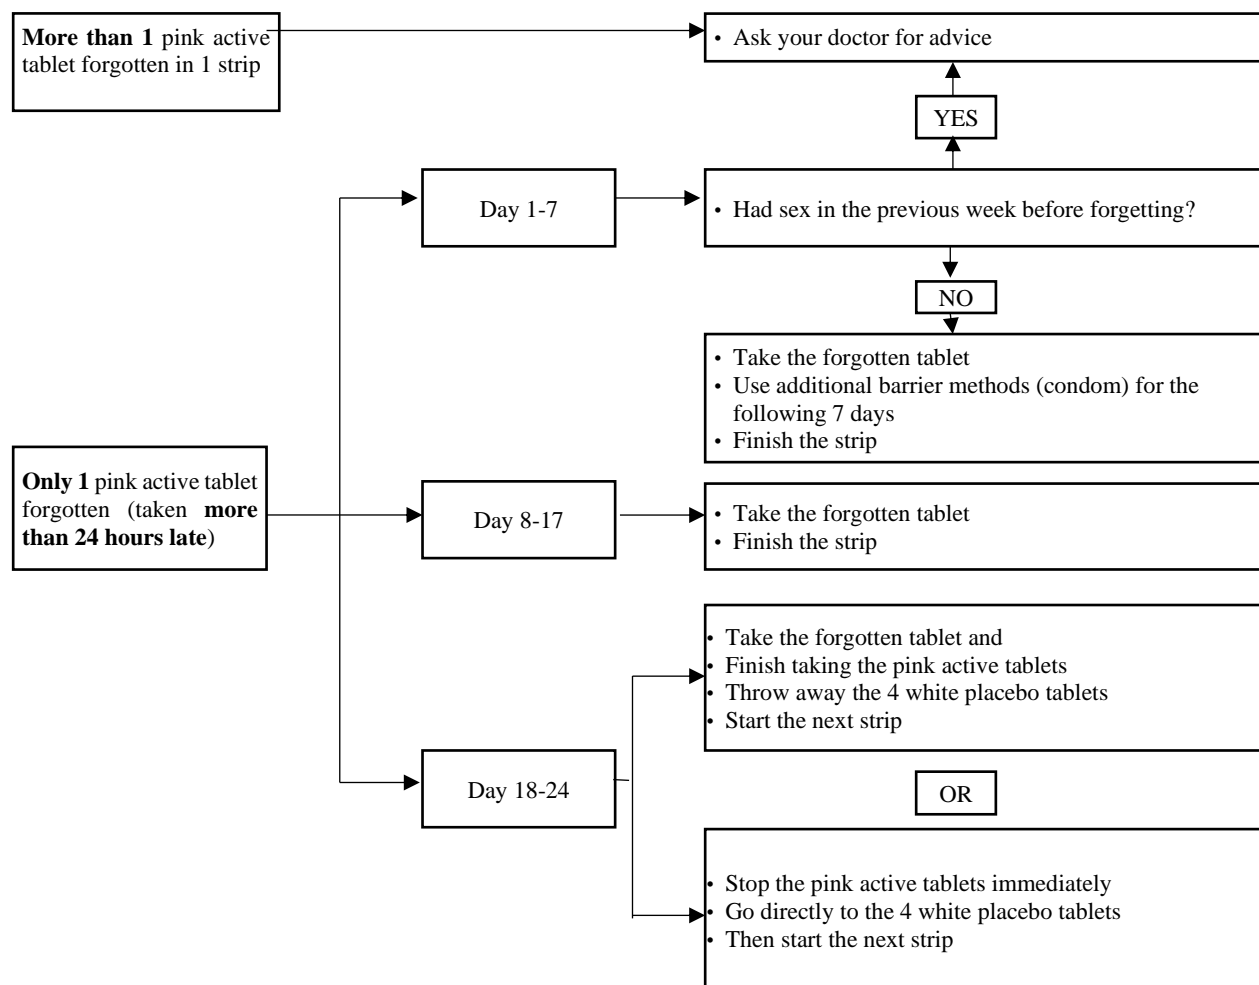 More than 1 pink active
tablet forgotten in 1 strip
• Ask your doctor for advice
YES
Day 1-7
• Had sex in the previous week before forgetting?
NO
• Take the forgotten tablet
• Use additional barrier methods (condom) for the
following 7 days
• Finish the strip
Only 1 pink active tablet
forgotten (taken more
than 24 hours late)
Day 8-17
• Take the forgotten tablet
• Finish the strip
• Take the forgotten tablet and
• Finish taking the pink active tablets
• Throw away the 4 white placebo tablets
• Start the next strip
Day 18-24
OR
• Stop the pink active tablets immediately
• Go directly to the 4 white placebo tablets
• Then start the next strip